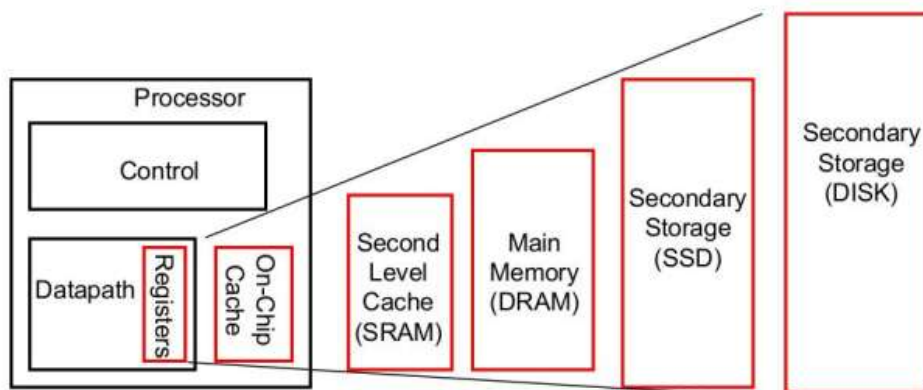 Processor
Control
Datapath
Registers
On-Chip
Cache
Second
Level
Cache
(SRAM)
Main
Memory
(DRAM)
Secondary
Storage
(SSD)
Secondary
Storage
(DISK)